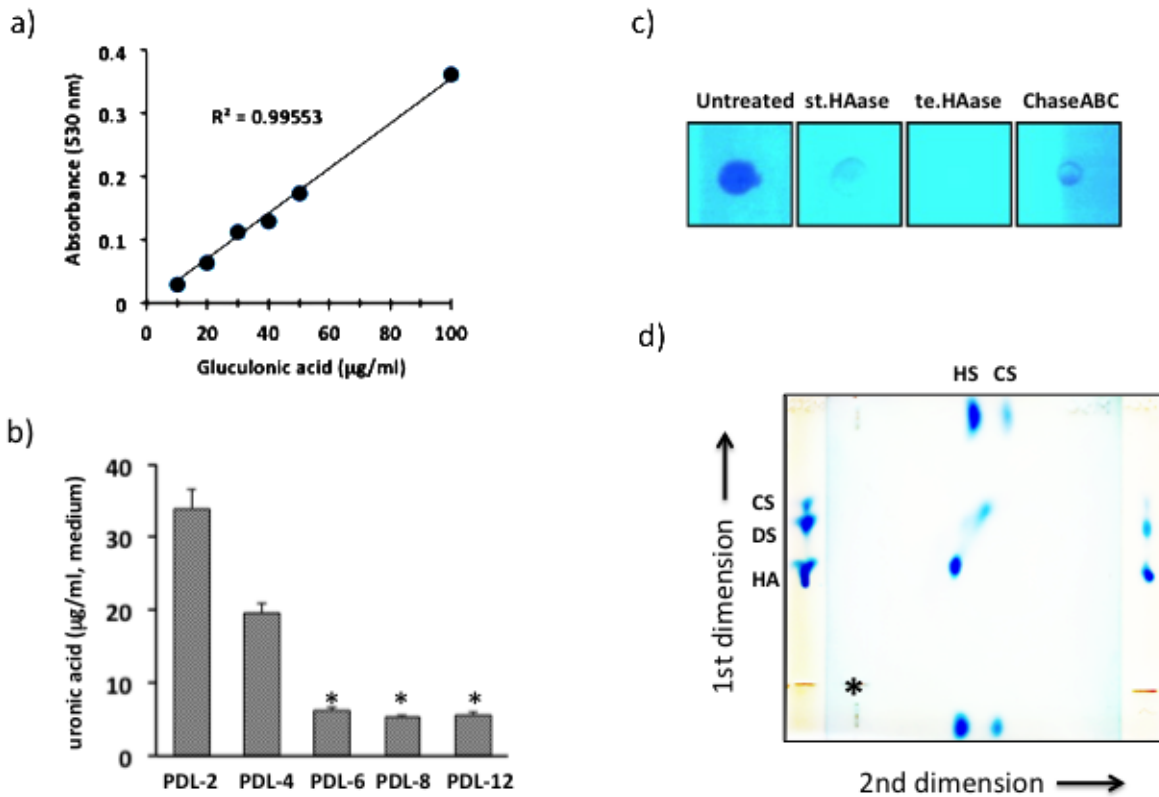 a)
Absorbance (530 nm)
0.4
0.3
0.2
0.1
0
R² = 0.99553
0 20 40 60 80 100
Gluculonic acid (μg/ml)
b)
uronic acid (μg/ml, medium)
40
30
20
10
0
* * *
PDL-2 PDL-4 PDL-6 PDL-8 PDL-12
c)
Untreated st.HAase te.HAase ChaseABC
d)
HS CS
CS
DS
HA
1st dimension
*
2nd dimension